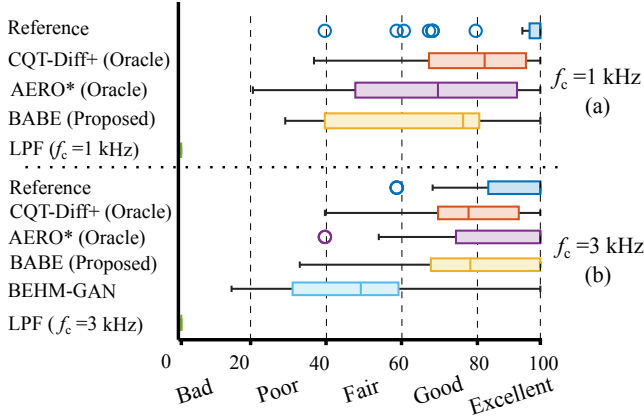 Reference
CQT-Diff+ (Oracle)
AERO* (Oracle)
BABE (Proposed)
LPF (fc = 1 kHz)
fc = 1 kHz
(a)
Reference
CQT-Diff+ (Oracle)
AERO* (Oracle)
BABE (Proposed)
BEHM-GAN
LPF (fc = 3 kHz)
fc = 3 kHz
(b)
0 20 40 60 80 100
Bad Poor Fair Good Excellent